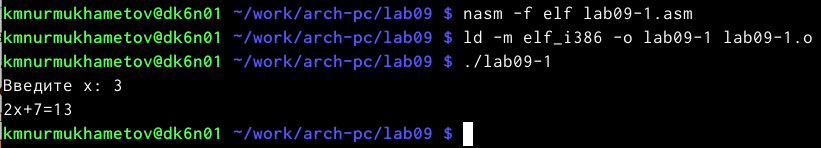 kmnurmukhametov@dk6n01 ~/work/arch-pc/lab09 $ nasm -f elf lab09-1.asm
kmnurmukhametov@dk6n01 ~/work/arch-pc/lab09 $ ld -m elf_i386 -o lab09-1 lab09-1.o
kmnurmukhametov@dk6n01 ~/work/arch-pc/lab09 $ ./lab09-1
Введите x: 3
2x+7=13
kmnurmukhametov@dk6n01 ~/work/arch-pc/lab09 $